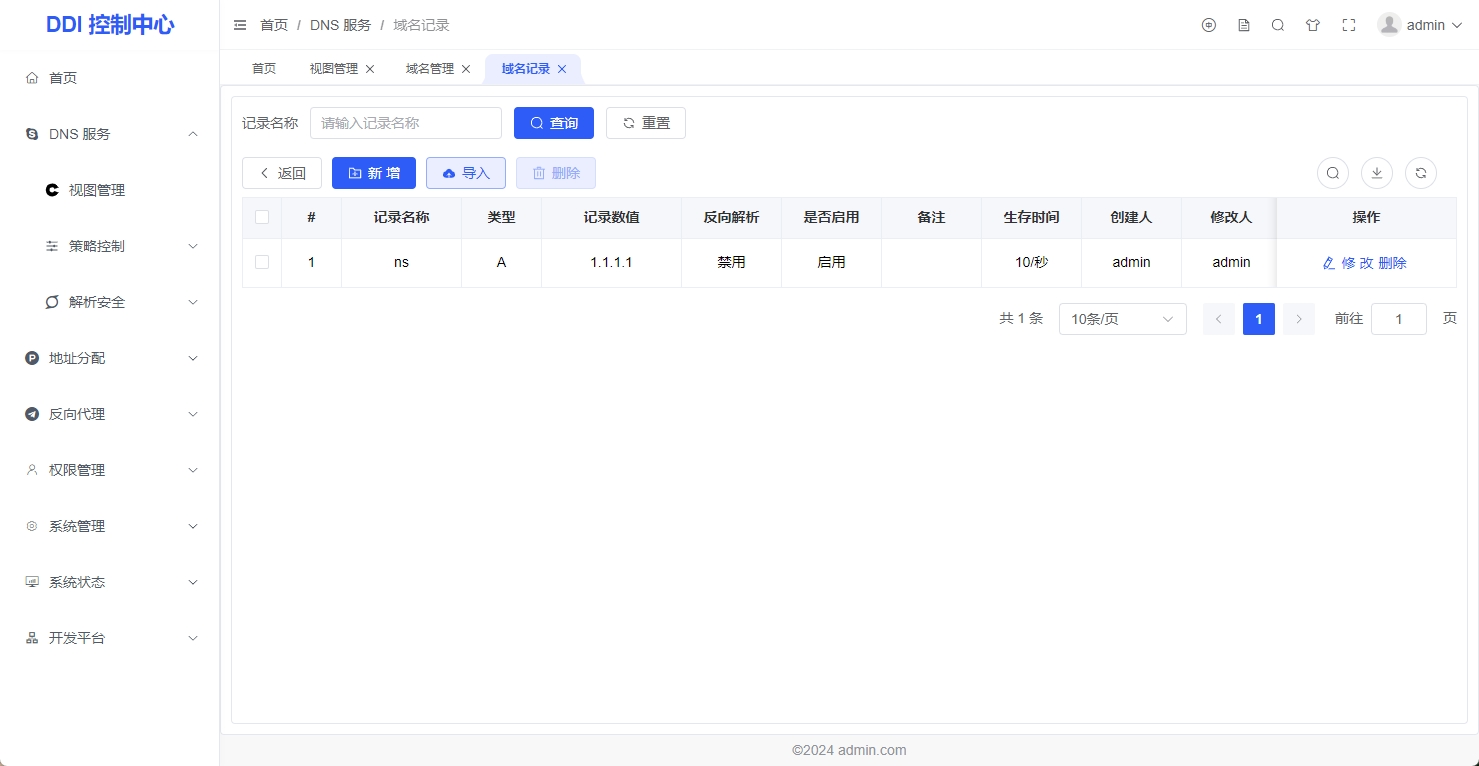 DDI 控制中心
首页 / DNS 服务 / 域名记录
admin
首页
DNS 服务
视图管理
策略控制
解析安全
地址分配
反向代理
权限管理
系统管理
系统状态
开发平台
首页 视图管理 域名管理 域名记录
记录名称 请输入记录名称 查询 重置
返回 新 增 导入 删除
# 记录名称 类型 记录数值 反向解析 是否启用 备注 生存时间 创建人 修改人 操作
1 ns A 1.1.1.1 禁用 启用 10/秒 admin admin 修 改 删除
共 1 条 10条/页 1 前往 1 页
©2024 admin.com